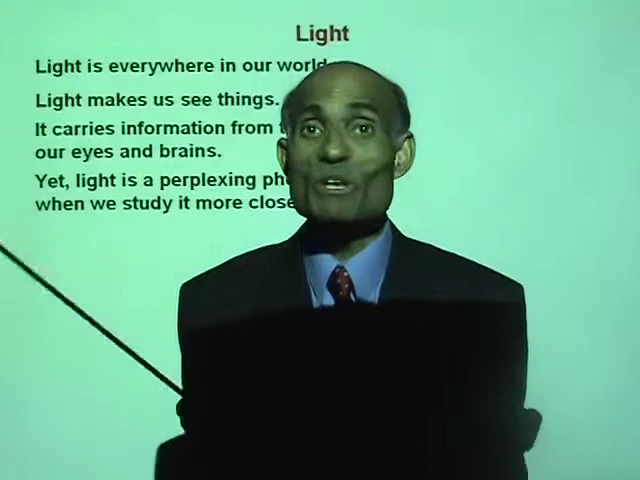 Light
Light is everywhere in our world
Light makes us see things.
It carries information from
our eyes and brains.
Yet, light is a perplexing
when we study it more